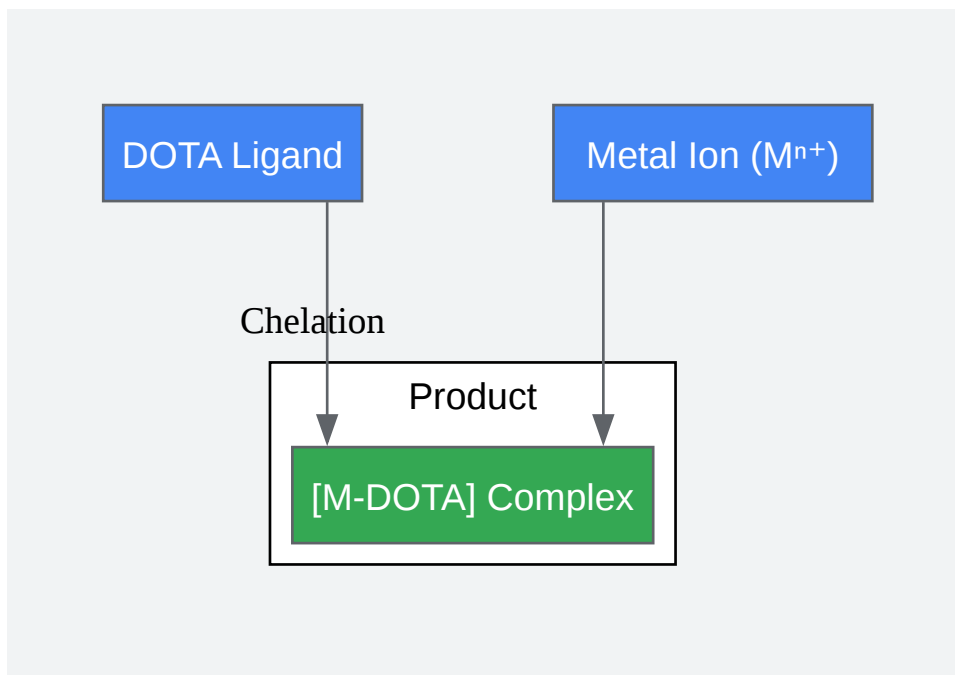 DOTA Ligand
Metal Ion (Mⁿ⁺)
Chelation
Product
[M-DOTA] Complex